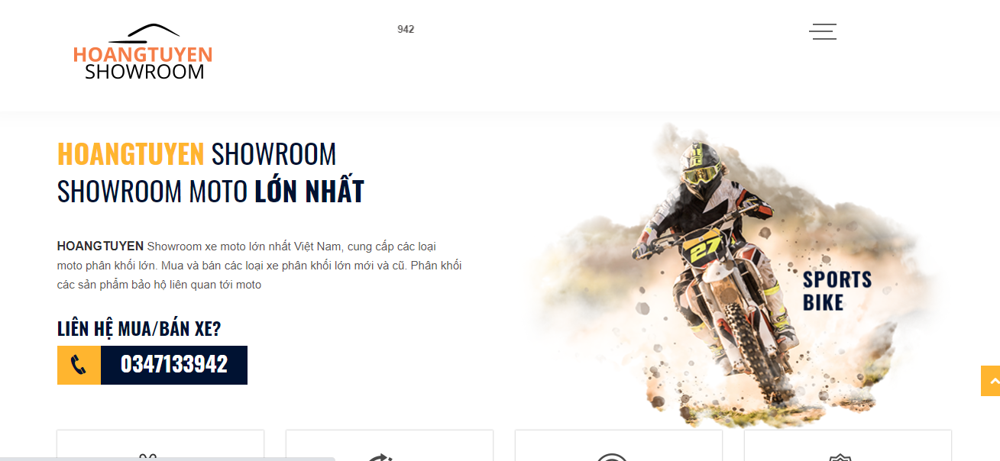 HOANGTUYEN
SHOWROOM
942
HOANGTUYEN SHOWROOM
SHOWROOM MOTO LỚN NHẤT
HOANGTUYEN Showroom xe moto lớn nhất Việt Nam, cung cấp các loại
moto phân khối lớn. Mua và bán các loại xe phân khối lớn mới và cũ. Phân khối
các sản phẩm bảo hộ liên quan tới moto
LIÊN HỆ MUA/BÁN XE?
0347133942
27
SPORTS
BIKE